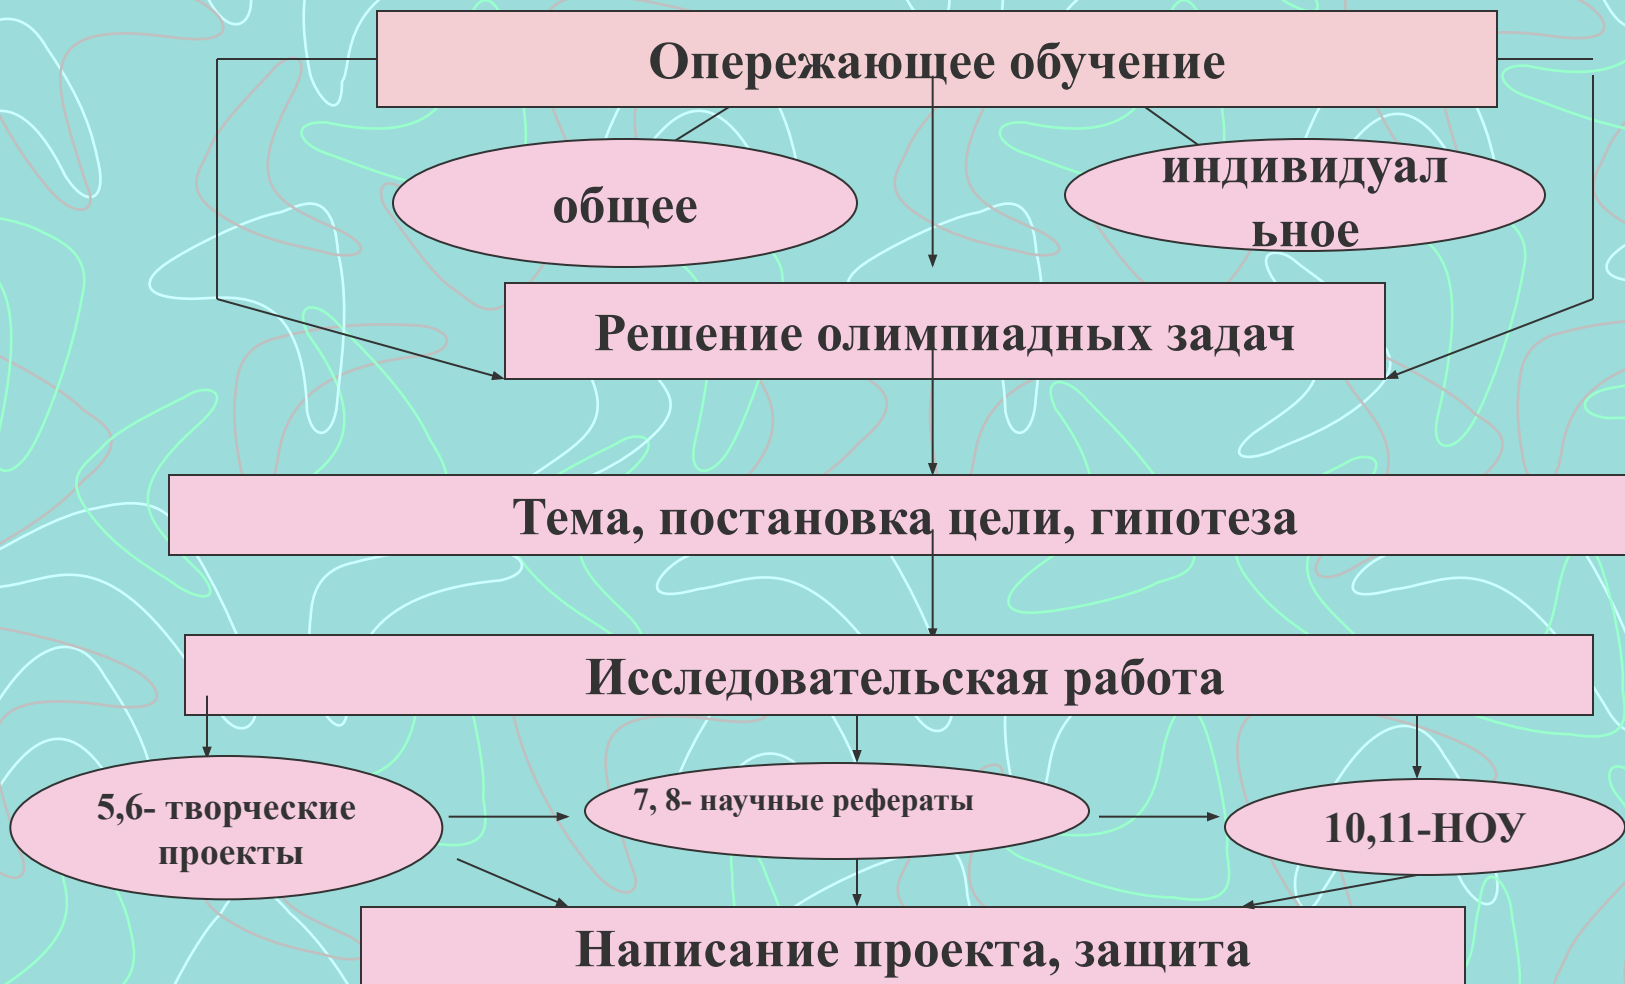 Опережающее обучение
общее
индивидуал
ьное
Решение олимпиадных задач
Тема, постановка цели, гипотеза
Исследовательская работа
5,6- творческие
проекты
7, 8- научные рефераты
10,11-НОУ
Написание проекта, защита